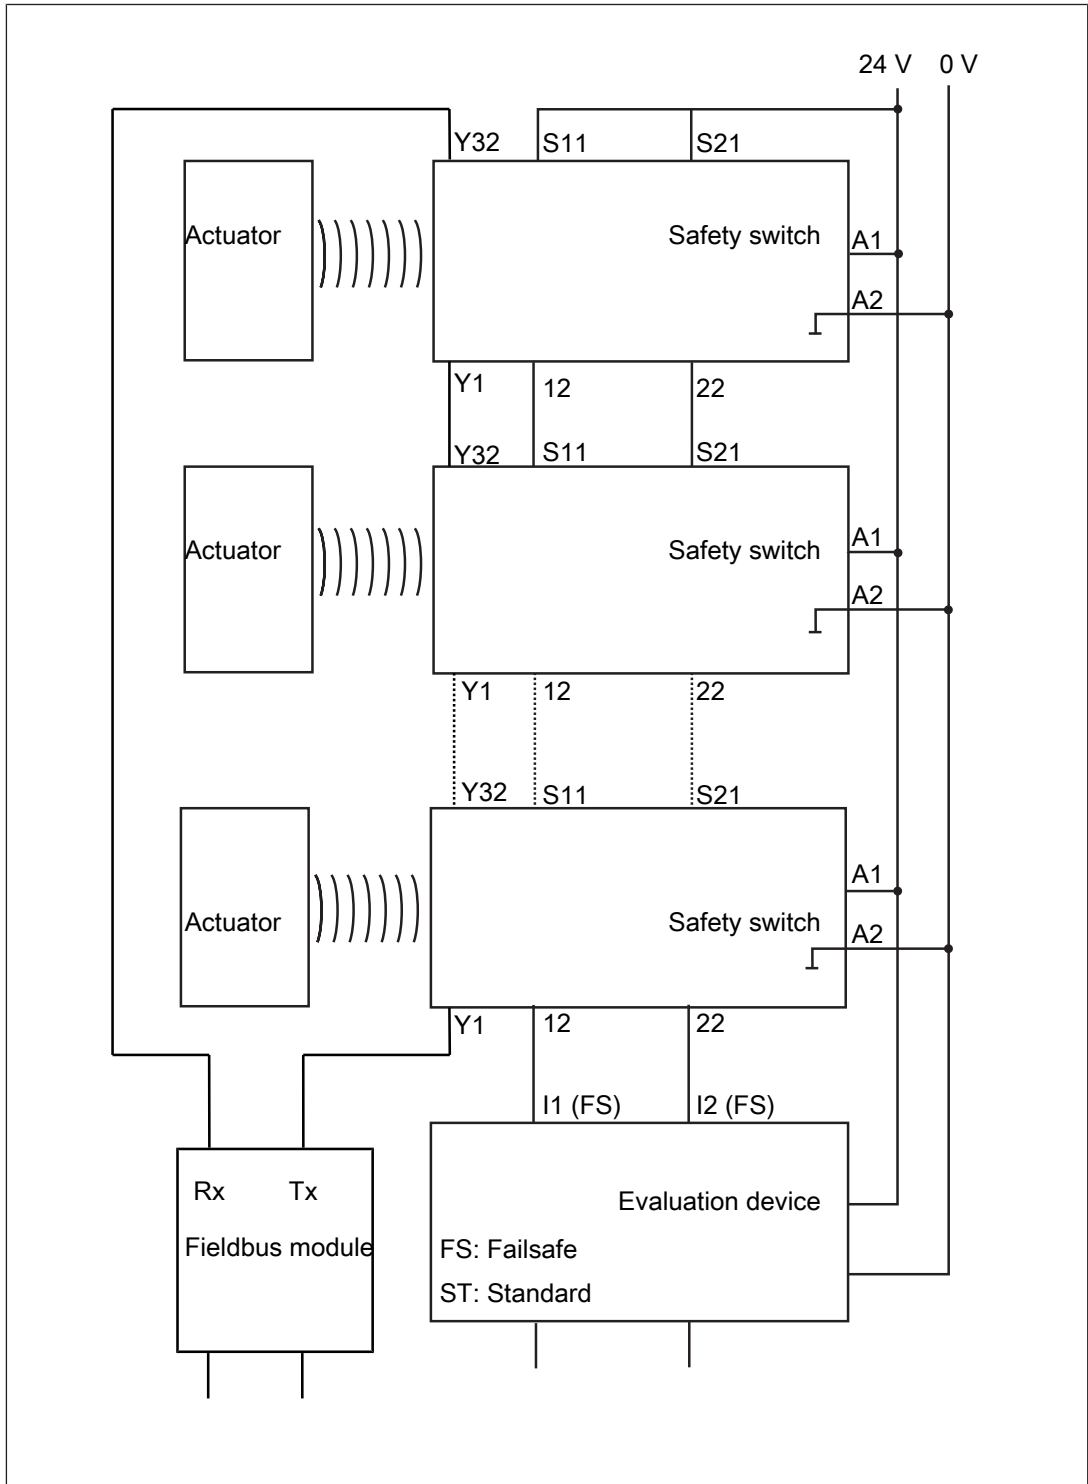 24 V 0 V
Y32 S11 S21
Actuator Safety switch A1
A2
Y1 12 22
Y32 S11 S21
Actuator Safety switch A1
A2
Y1 12 22
Y32 S11 S21
A1
Actuator Safety switch
A2
Y1 12 22
I1 (FS) I2 (FS)
Rx Tx
Evaluation device
Fieldbus module
FS: Failsafe
ST: Standard